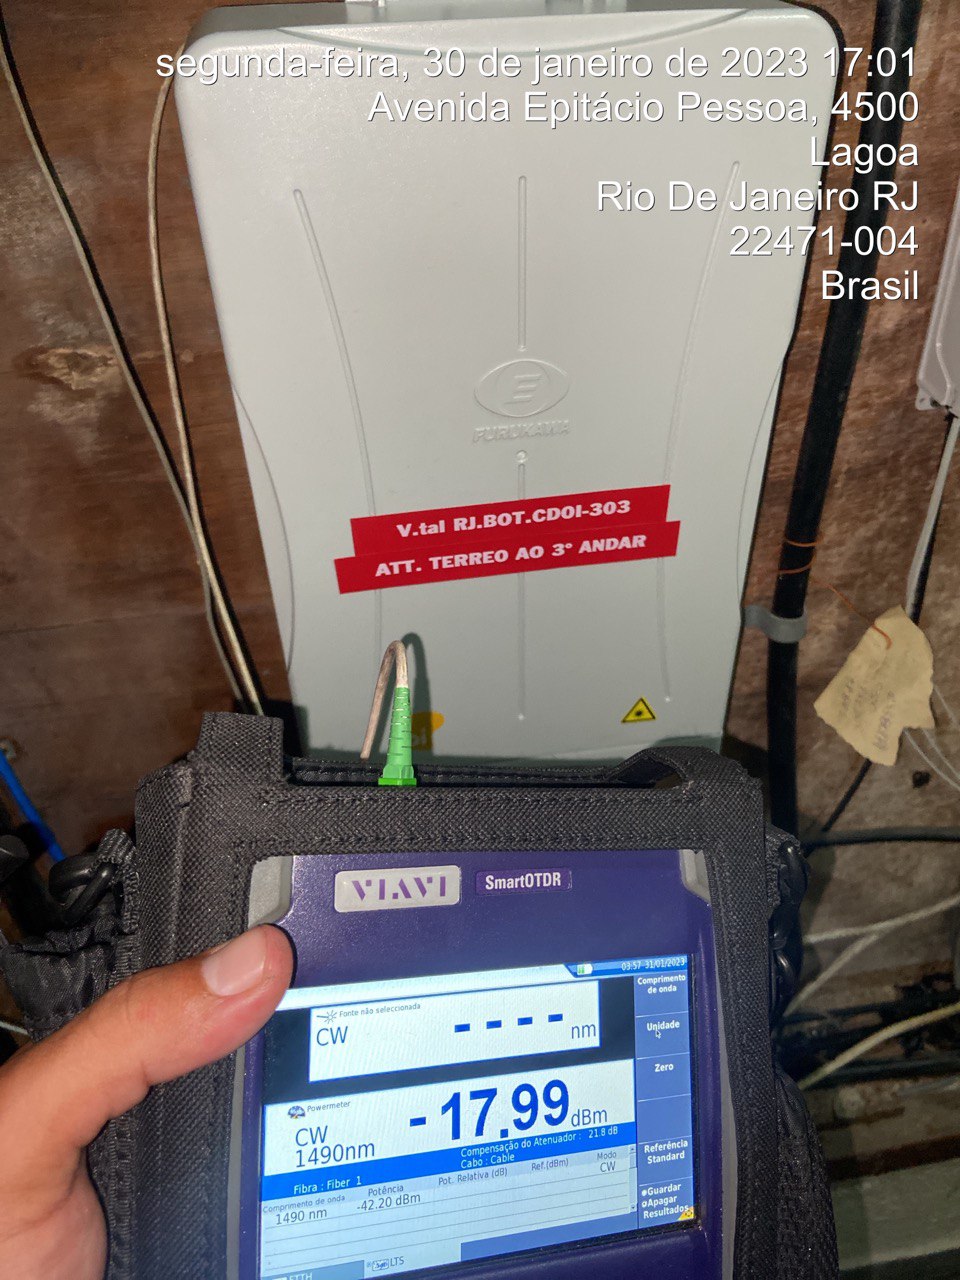 segunda-feira, 30 de janeiro de 2023 17:01
Avenida Epitácio Pessoa, 4500
Lagoa
Rio De Janeiro RJ
22471-004
Brasil
FURUKAWA
V.tal RJ.BOT.CDOI-303
ATT. TERREO AO 3° ANDAR
VIAVI
SmartOTDR
03:57 31/01/2023
Fonte não seleccionada
CW
---- nm
Comprimento de onda
Unidade
Zero
Powermeter
-17.99 dBm
CW
1490nm
Compensação do Atenuador : 21.8 dB
Cabo : Cable
Fibra : Fiber 1
Comprimento de onda
Potência
Pot. Relativa (dB)
Ref.(dBm)
Modo
1490 nm
-42.20 dBm
CW
Referência
Standard
Guardar
Apagar
Resultados
FTTH
LTS